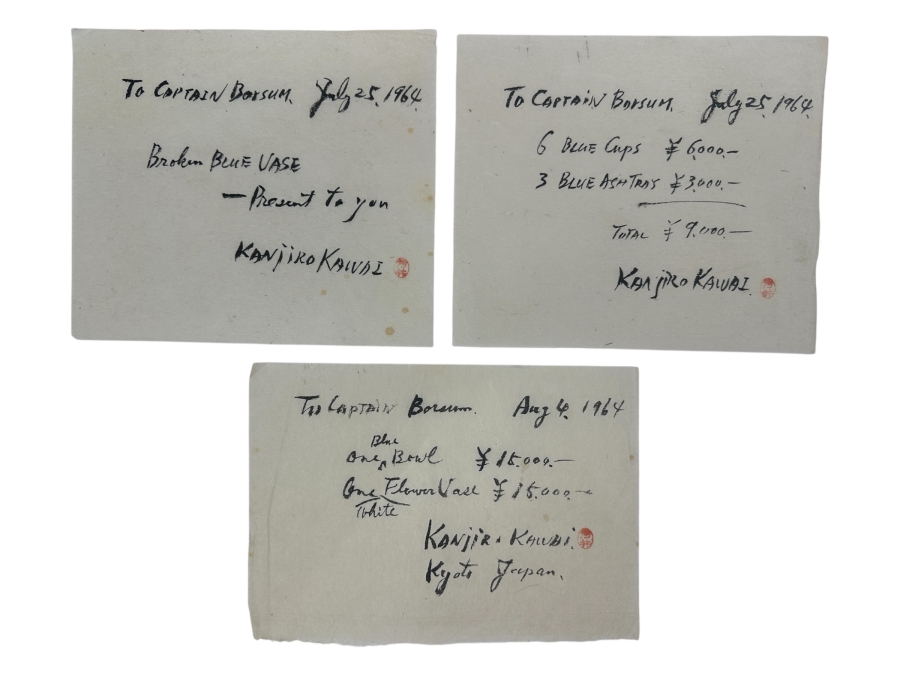 To CAPTAIN BORSUM. July 25, 1964.
Broken BLUE VASE
— Present to you
KANJIRO KAWAI
To CAPTAIN BORSUM. July 25, 1964.
6 BLUE Cups ¥ 6,000.—
3 BLUE ASHTRAYS ¥ 3,000.—
TOTAL ¥ 9,000.—
KANJIRO KAWAI.
To CAPTAIN Borsum. Aug 4, 1964
Blue
One Bowl ¥ 15,000.—
One Flower Vase ¥ 15,000.—
White
KANJIRO KAWAI.
Kyoto Japan.